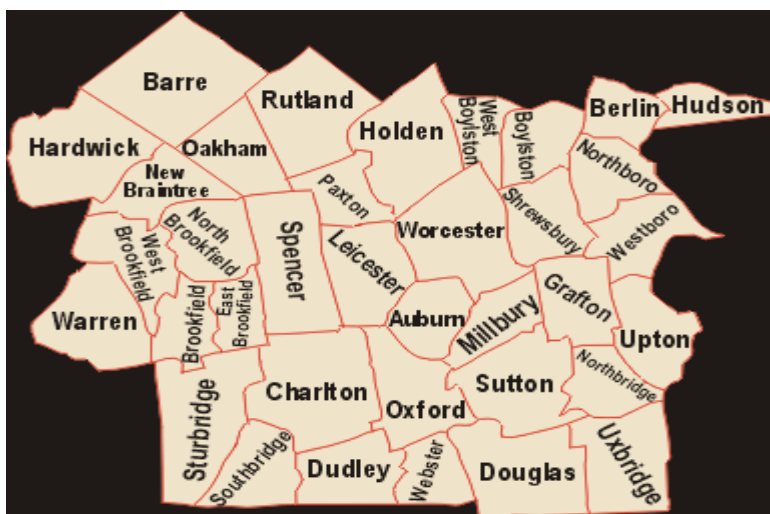 Barre
Rutland
Holden
West
Boylston
Boylston
Berlin
Hudson
Hardwick
Oakham
New
Braintree
Paxton
Northboro
Shrewsbury
Westboro
North
Brookfield
West
Brookfield
Spencer
Leicester
Worcester
Warren
Brookfield
East
Brookfield
Auburn
Millbury
Grafton
Upton
Sturbridge
Charlton
Oxford
Sutton
Northbridge
Southbridge
Dudley
Webster
Douglas
Uxbridge